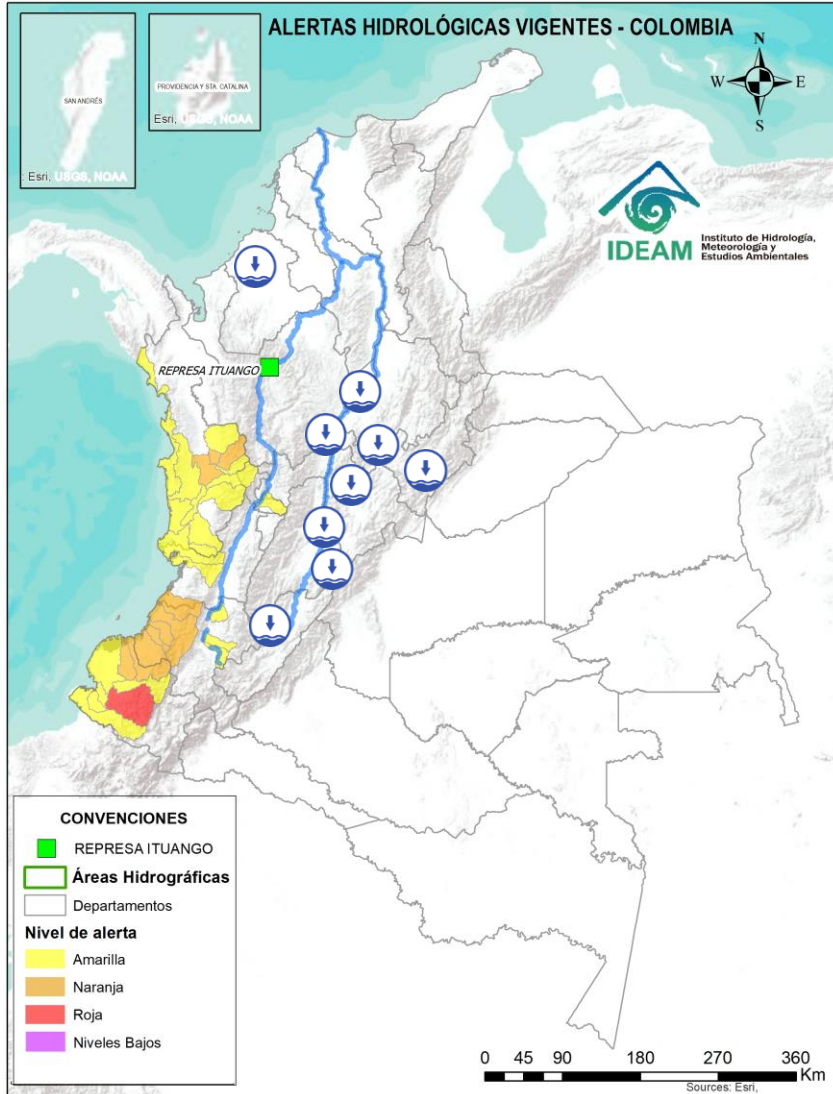 ALERTAS HIDROLÓGICAS VIGENTES - COLOMBIA
SAN ANDRÉS
: Esri, USGS, NOAA
PROVIDENCIA Y STA. CATALINA
Esri, USGS, NOAA
N
W E
S
IDEAM
Instituto de Hidrología,
Meteorología y
Estudios Ambientales
REPRESA ITUANGO
CONVENCIONES
REPRESA ITUANGO
Áreas Hidrográficas
Departamentos
Nivel de alerta
Amarilla
Naranja
Roja
Niveles Bajos
0 45 90 180 270 360
Km
Sources: Esri,